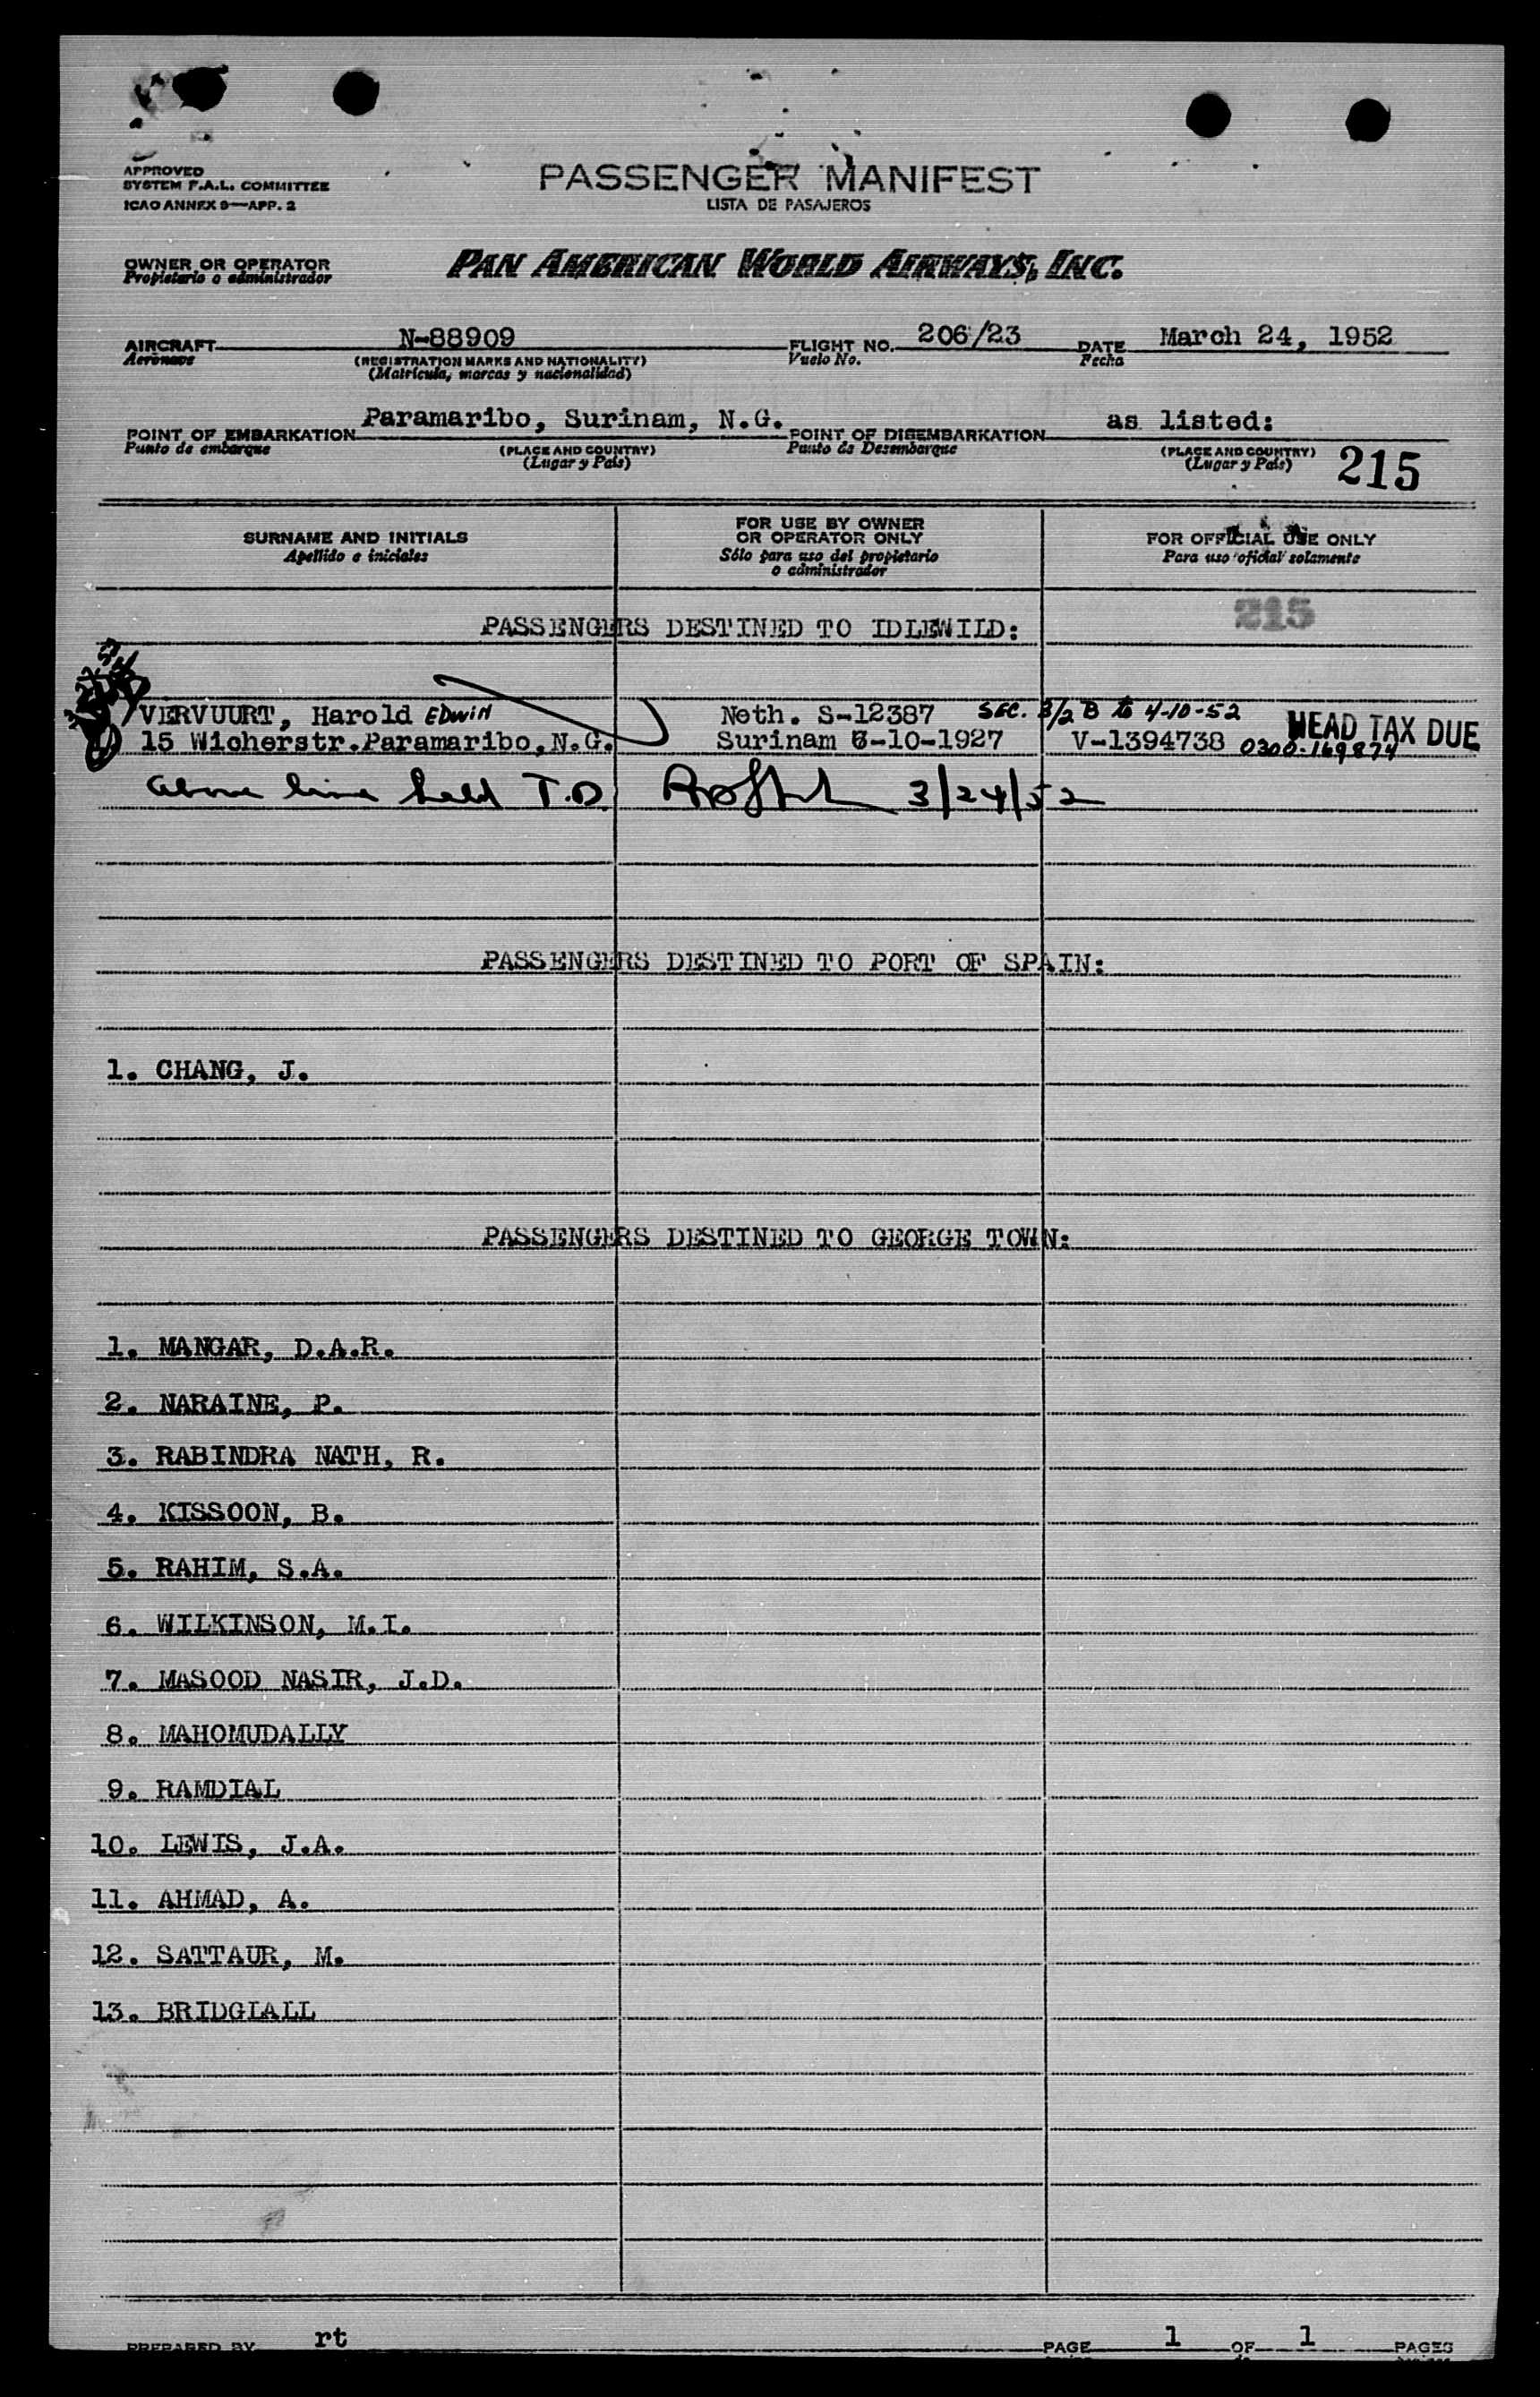 APPROVED
SYSTEM F.A.L. COMMITTEE
ICAO ANNEX 9—APP. 2
PASSENGER MANIFEST
LISTA DE PASAJEROS
OWNER OR OPERATOR
Propietario o administrador
PAN AMERICAN WORLD AIRWAYS, INC.
AIRCRAFT N-88909 FLIGHT NO. 206/23 DATE March 24, 1952
Aeronave (REGISTRATION MARKS AND NATIONALITY) Vuelo No. Fecha
(Matrícula, marcas y nacionalidad)
POINT OF EMBARKATION Paramaribo, Surinam, N.G. POINT OF DISEMBARKATION as listed:
Punto de embarque (PLACE AND COUNTRY) Punto de Desembarque (PLACE AND COUNTRY)
(Lugar y País) (Lugar y País) 215
SURNAME AND INITIALS
Apellido e iniciales
FOR USE BY OWNER
OR OPERATOR ONLY
Sólo para uso del propietario
o administrador
FOR OFFICIAL USE ONLY
Para uso oficial solamente
215
PASSENGERS DESTINED TO IDLEWILD:
VERVUURT, Harold EDWIN Neth. S-12387 SEC. 3/2 B to 4-10-52 HEAD TAX DUE
15 Wicherstr.Paramaribo,N.G. Surinam 6-10-1927 V-1394738 0300-169874
above line held T.D. 3/24/52
PASSENGERS DESTINED TO PORT OF SPAIN:
1. CHANG, J.
PASSENGERS DESTINED TO GEORGE TOWN:
1. MANGAR, D.A.R.
2. NARAINE, P.
3. RABINDRA NATH, R.
4. KISSOON, B.
5. RAHIM, S.A.
6. WILKINSON, M.I.
7. MASOOD NASIR, J.D.
8. MAHOMUDALLY
9. RAMDIAL
10. LEWIS, J.A.
11. AHMAD, A.
12. SATTAUR, M.
13. BRIDGLALL
PREPARED BY rt PAGE 1 OF 1 PAGES